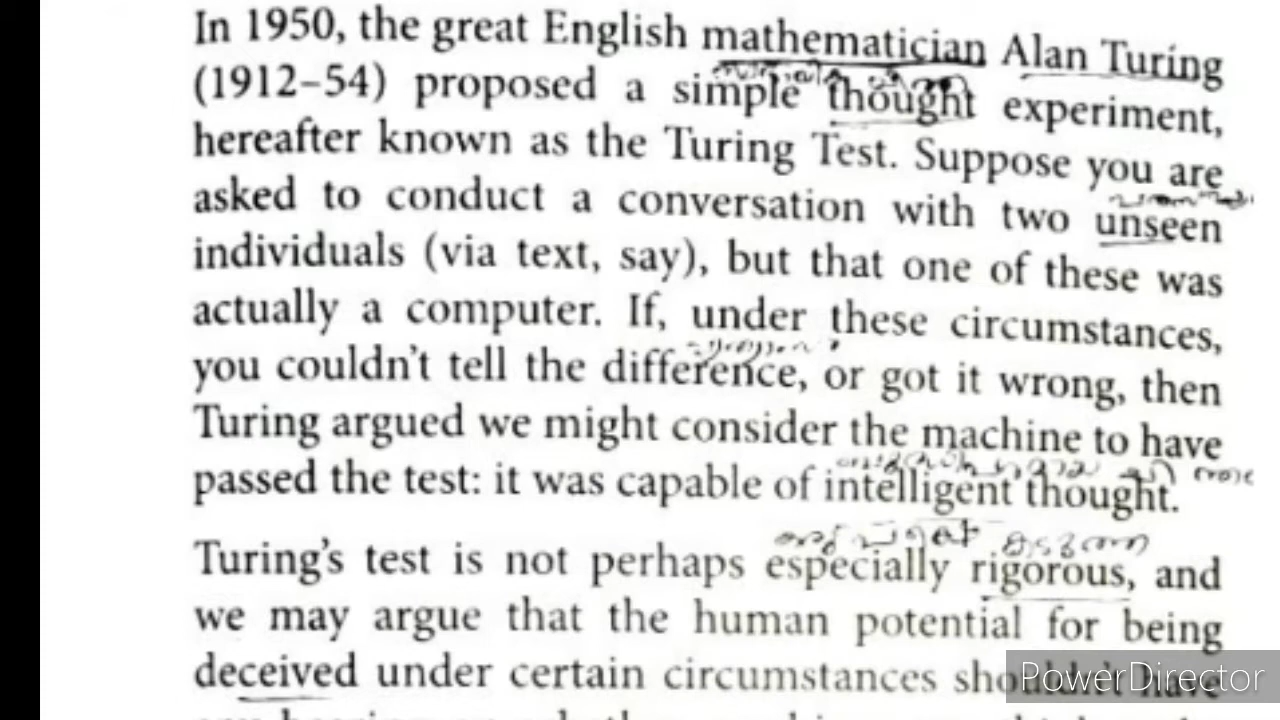 In 1950, the great English mathematician Alan Turing
(1912–54) proposed a simple thought experiment,
hereafter known as the Turing Test. Suppose you are
asked to conduct a conversation with two unseen
individuals (via text, say), but that one of these was
actually a computer. If, under these circumstances,
you couldn't tell the difference, or got it wrong, then
Turing argued we might consider the machine to have
passed the test: it was capable of intelligent thought.
Turing's test is not perhaps especially rigorous, and
we may argue that the human potential for being
deceived under certain circumstances shouldn't have
PowerDirector